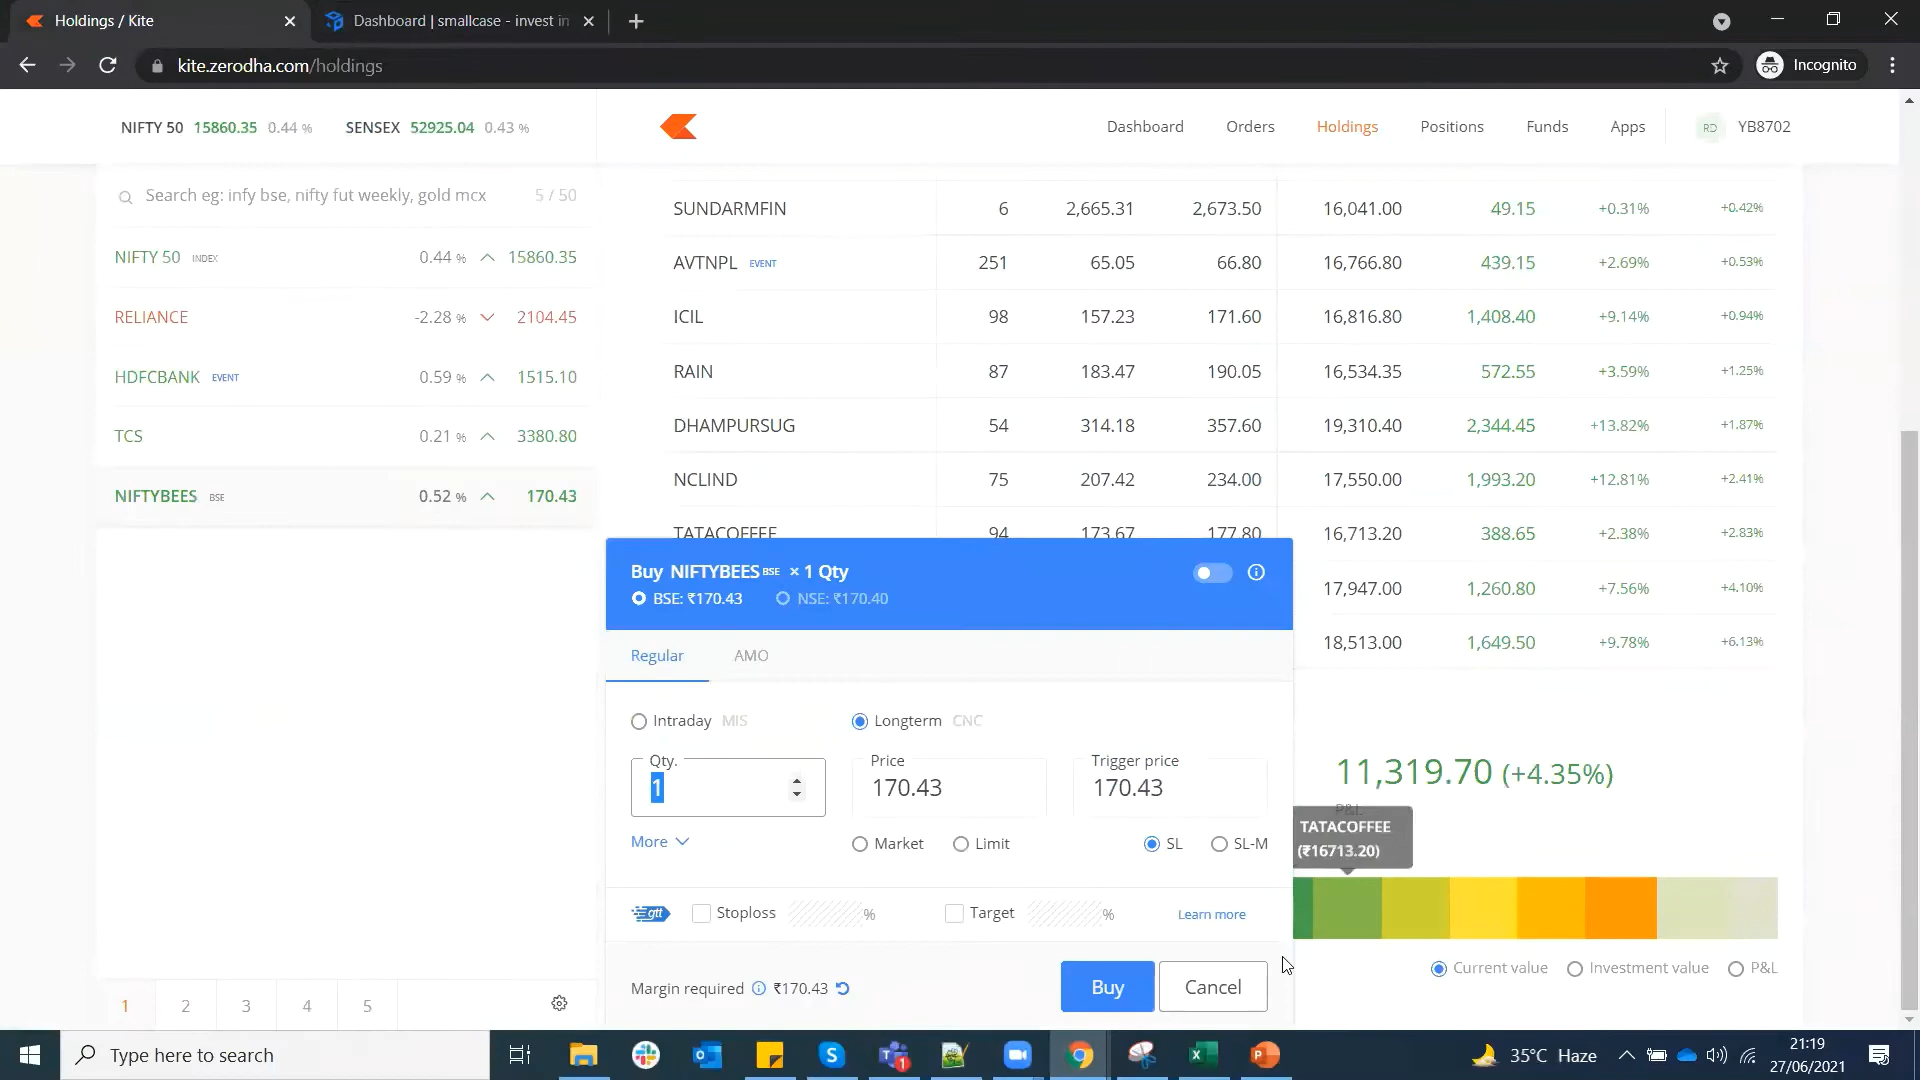 Holdings / Kite
Dashboard | smallcase - invest in
kite.zerodha.com/holdings
Incognito
NIFTY 50 15860.35 0.44 %
SENSEX 52925.04 0.43 %
Dashboard
Orders
Holdings
Positions
Funds
Apps
RD
YB8702
Search eg: infy bse, nifty fut weekly, gold mcx
5 / 50
NIFTY 50 INDEX 0.44 % 15860.35
RELIANCE -2.28 % 2104.45
HDFCBANK EVENT 0.59 % 1515.10
TCS 0.21 % 3380.80
NIFTYBEES BSE 0.52 % 170.43
SUNDARMFIN 6 2,665.31 2,673.50 16,041.00 49.15 +0.31% +0.42%
AVTNPL EVENT 251 65.05 66.80 16,766.80 439.15 +2.69% +0.53%
ICIL 98 157.23 171.60 16,816.80 1,408.40 +9.14% +0.94%
RAIN 87 183.47 190.05 16,534.35 572.55 +3.59% +1.25%
DHAMPURSUG 54 314.18 357.60 19,310.40 2,344.45 +13.82% +1.87%
NCLIND 75 207.42 234.00 17,550.00 1,993.20 +12.81% +2.41%
TATACOFFEE 94 173.67 177.80 16,713.20 388.65 +2.38% +2.83%
17,947.00 1,260.80 +7.56% +4.10%
18,513.00 1,649.50 +9.78% +6.13%
Buy NIFTYBEES BSE × 1 Qty
BSE: ₹170.43
NSE: ₹170.40
Regular
AMO
Intraday MIS
Longterm CNC
Qty.
1
Price
170.43
Trigger price
170.43
More
Market
Limit
SL
SL-M
gtt
Stoploss
%
Target
%
Learn more
Margin required ₹170.43
Buy
Cancel
11,319.70 (+4.35%)
P&L
TATACOFFEE
(₹16713.20)
Current value
Investment value
P&L
1 2 3 4 5
Type here to search
35°C Haze
21:19
27/06/2021